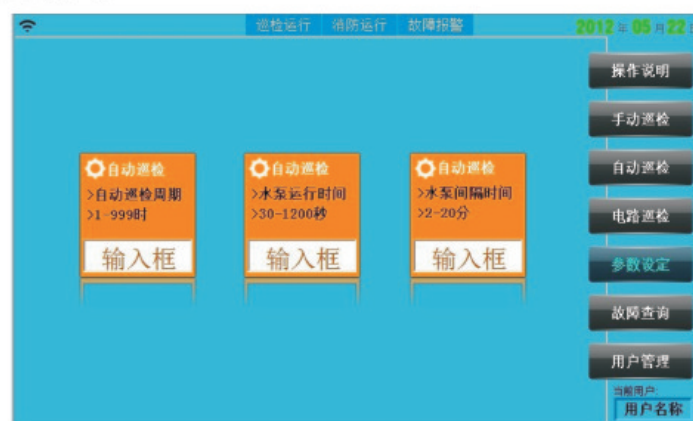 巡检运行 消防运行 故障报警
2012 年 05 月 22
操作说明
手动巡检
自动巡检
电路巡检
参数设定
故障查询
用户管理
当前用户:
用户名称
自动巡检
>自动巡检周期
>1-999时
输入框
自动巡检
>水泵运行时间
>30-1200秒
输入框
自动巡检
>水泵间隔时间
>2-20分
输入框